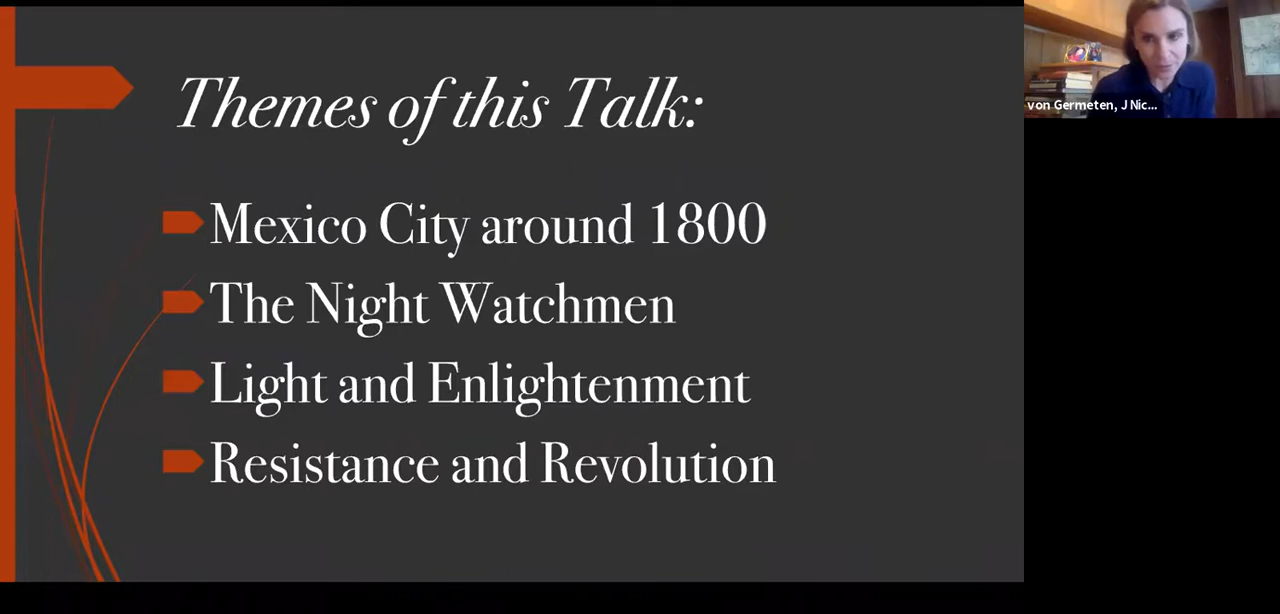 Themes of this Talk:
Mexico City around 1800
The Night Watchmen
Light and Enlightenment
Resistance and Revolution
von Germeten, J Nic...